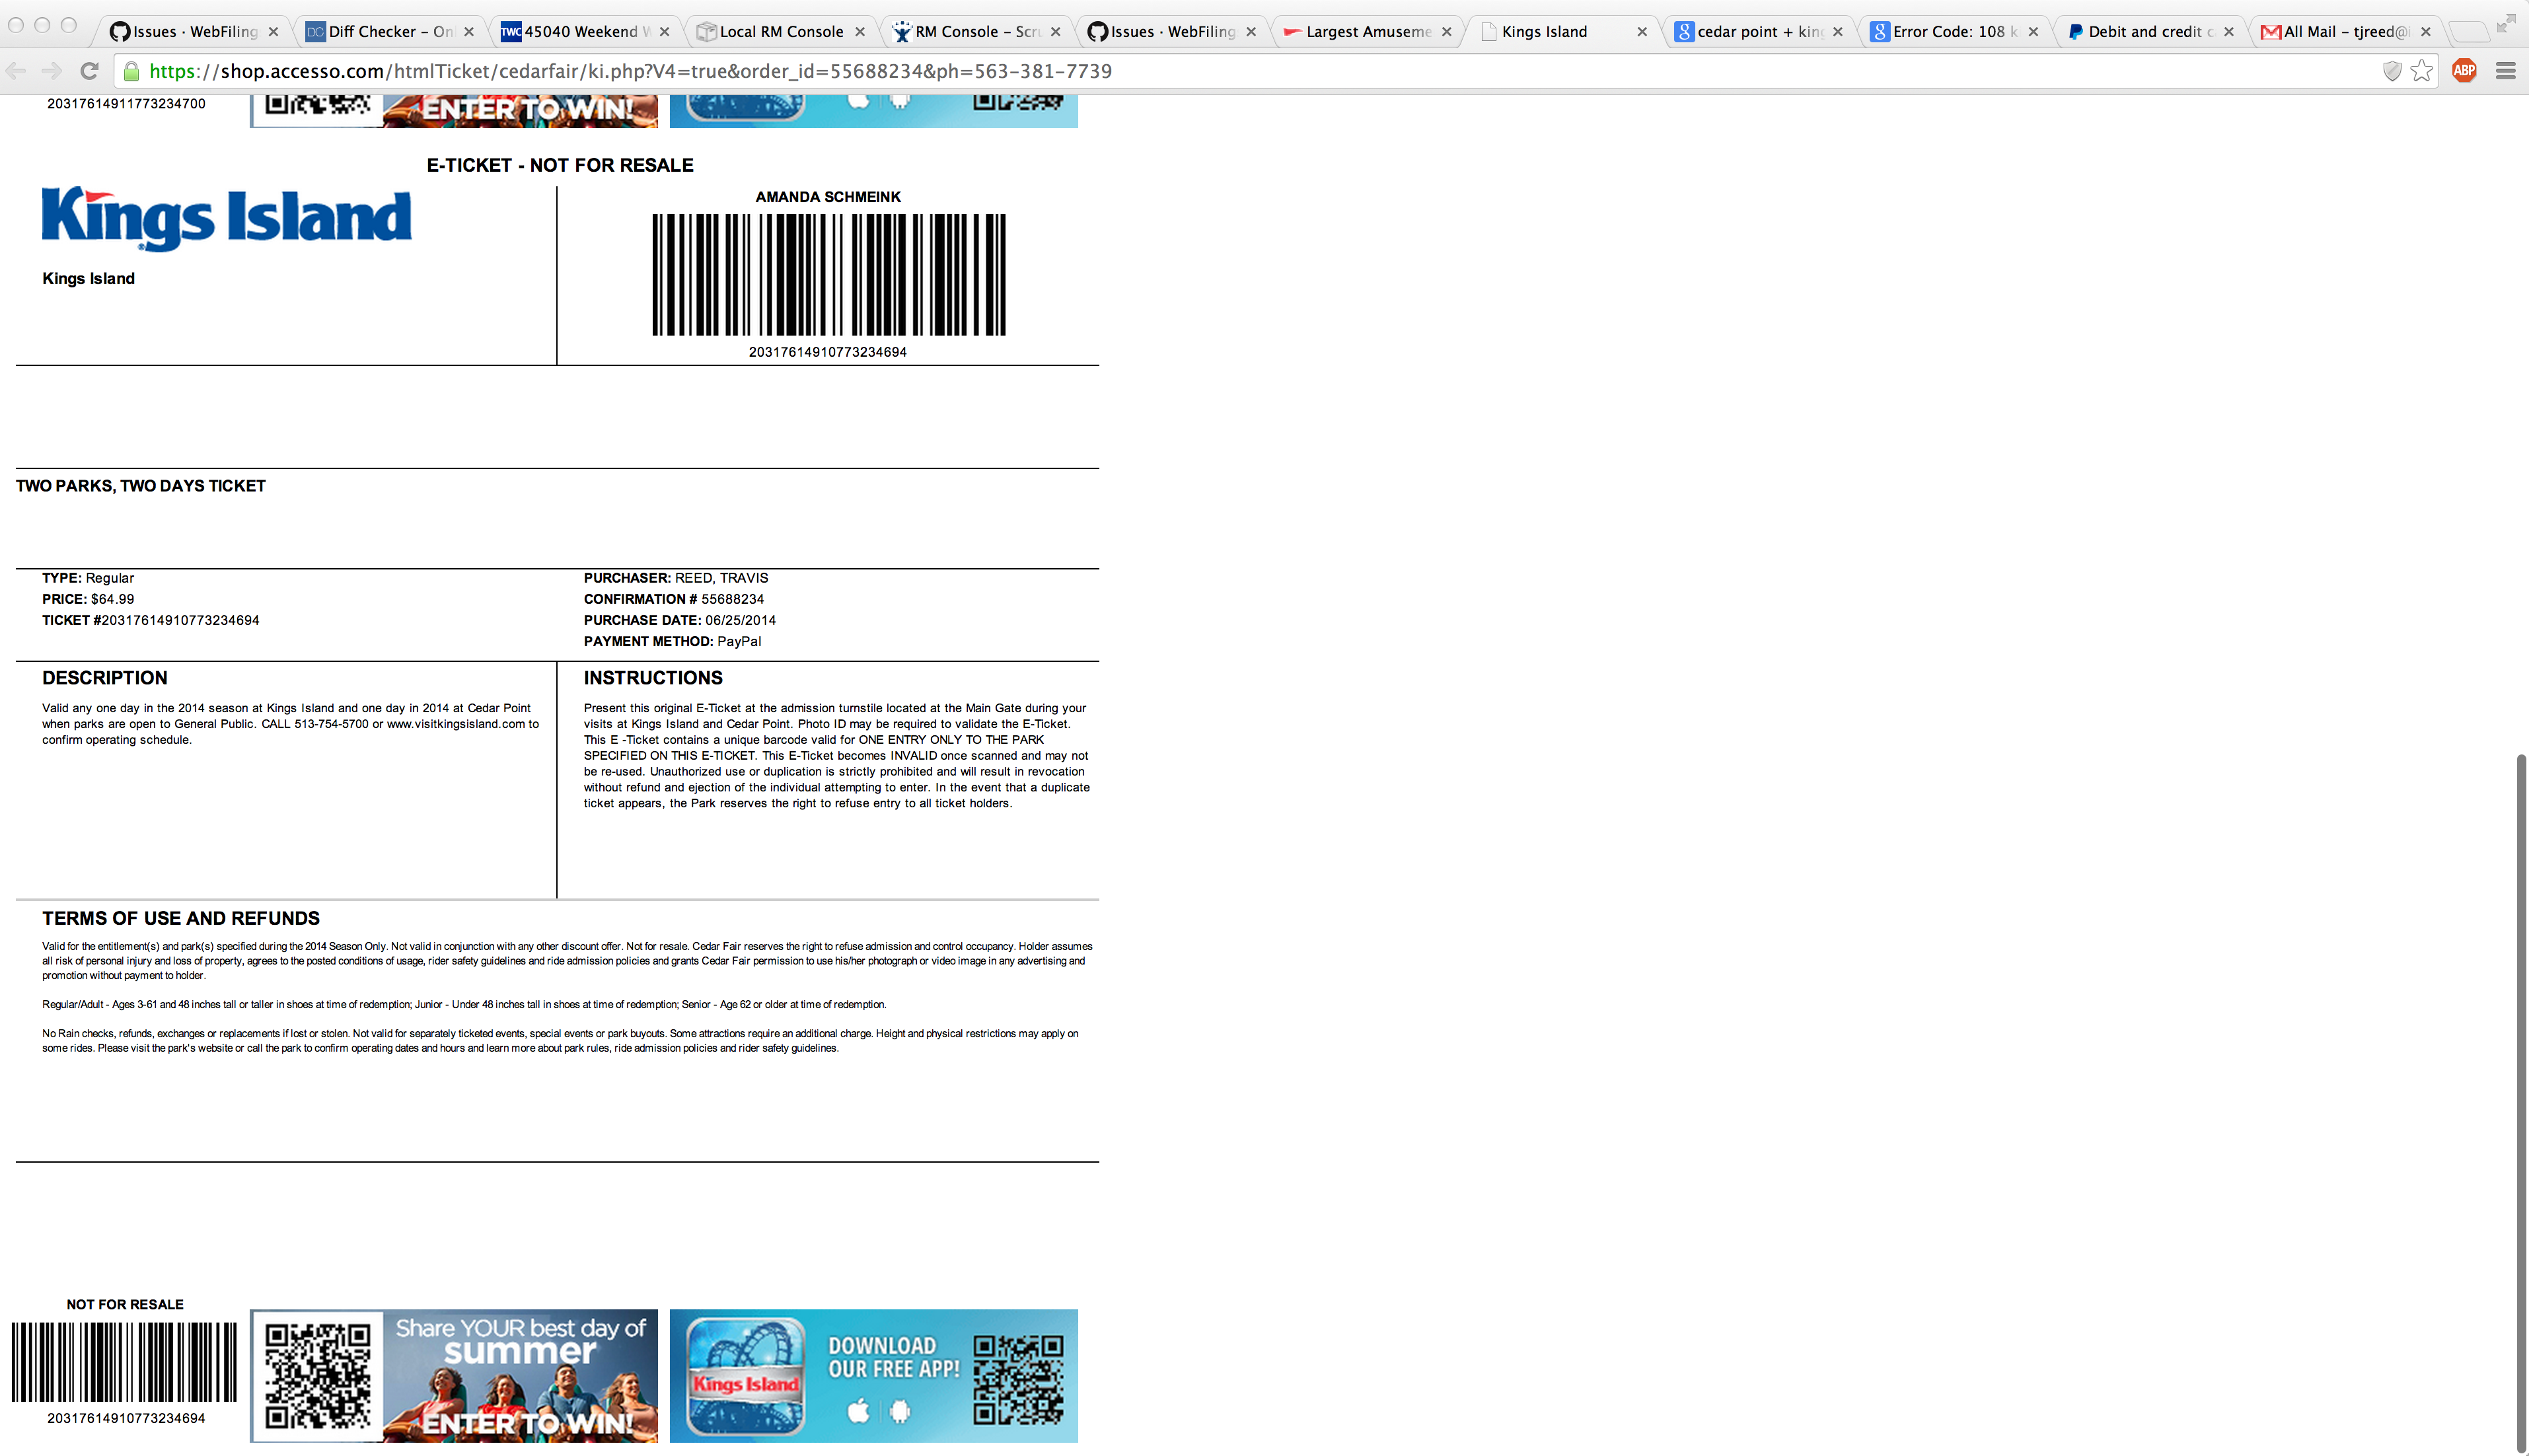 Issues · WebFiling
Diff Checker – Onl
TWC 45040 Weekend W
Local RM Console
RM Console – Scru
Issues · WebFiling
Largest Amuseme
Kings Island
cedar point + king
Error Code: 108 k
Debit and credit c
All Mail – tjreed@i
https://shop.accesso.com/htmlTicket/cedarfair/ki.php?V4=true&order_id=55688234&ph=563-381-7739
ABP
20317614911773234700
ENTER TO WIN!
E-TICKET - NOT FOR RESALE
Kings Island
AMANDA SCHMEINK
Kings Island
20317614910773234694
TWO PARKS, TWO DAYS TICKET
TYPE: Regular
PRICE: $64.99
TICKET #20317614910773234694
PURCHASER: REED, TRAVIS
CONFIRMATION # 55688234
PURCHASE DATE: 06/25/2014
PAYMENT METHOD: PayPal
DESCRIPTION
Valid any one day in the 2014 season at Kings Island and one day in 2014 at Cedar Point
when parks are open to General Public. CALL 513-754-5700 or www.visitkingsisland.com to
confirm operating schedule.
INSTRUCTIONS
Present this original E-Ticket at the admission turnstile located at the Main Gate during your
visits at Kings Island and Cedar Point. Photo ID may be required to validate the E-Ticket.
This E -Ticket contains a unique barcode valid for ONE ENTRY ONLY TO THE PARK
SPECIFIED ON THIS E-TICKET. This E-Ticket becomes INVALID once scanned and may not
be re-used. Unauthorized use or duplication is strictly prohibited and will result in revocation
without refund and ejection of the individual attempting to enter. In the event that a duplicate
ticket appears, the Park reserves the right to refuse entry to all ticket holders.
TERMS OF USE AND REFUNDS
Valid for the entitlement(s) and park(s) specified during the 2014 Season Only. Not valid in conjunction with any other discount offer. Not for resale. Cedar Fair reserves the right to refuse admission and control occupancy. Holder assumes
all risk of personal injury and loss of property, agrees to the posted conditions of usage, rider safety guidelines and ride admission policies and grants Cedar Fair permission to use his/her photograph or video image in any advertising and
promotion without payment to holder.
Regular/Adult - Ages 3-61 and 48 inches tall or taller in shoes at time of redemption; Junior - Under 48 inches tall in shoes at time of redemption; Senior - Age 62 or older at time of redemption.
No Rain checks, refunds, exchanges or replacements if lost or stolen. Not valid for separately ticketed events, special events or park buyouts. Some attractions require an additional charge. Height and physical restrictions may apply on
some rides. Please visit the park's website or call the park to confirm operating dates and hours and learn more about park rules, ride admission policies and rider safety guidelines.
NOT FOR RESALE
20317614910773234694
Share YOUR best day of
summer
ENTER TO WIN!
Kings Island
DOWNLOAD
OUR FREE APP!